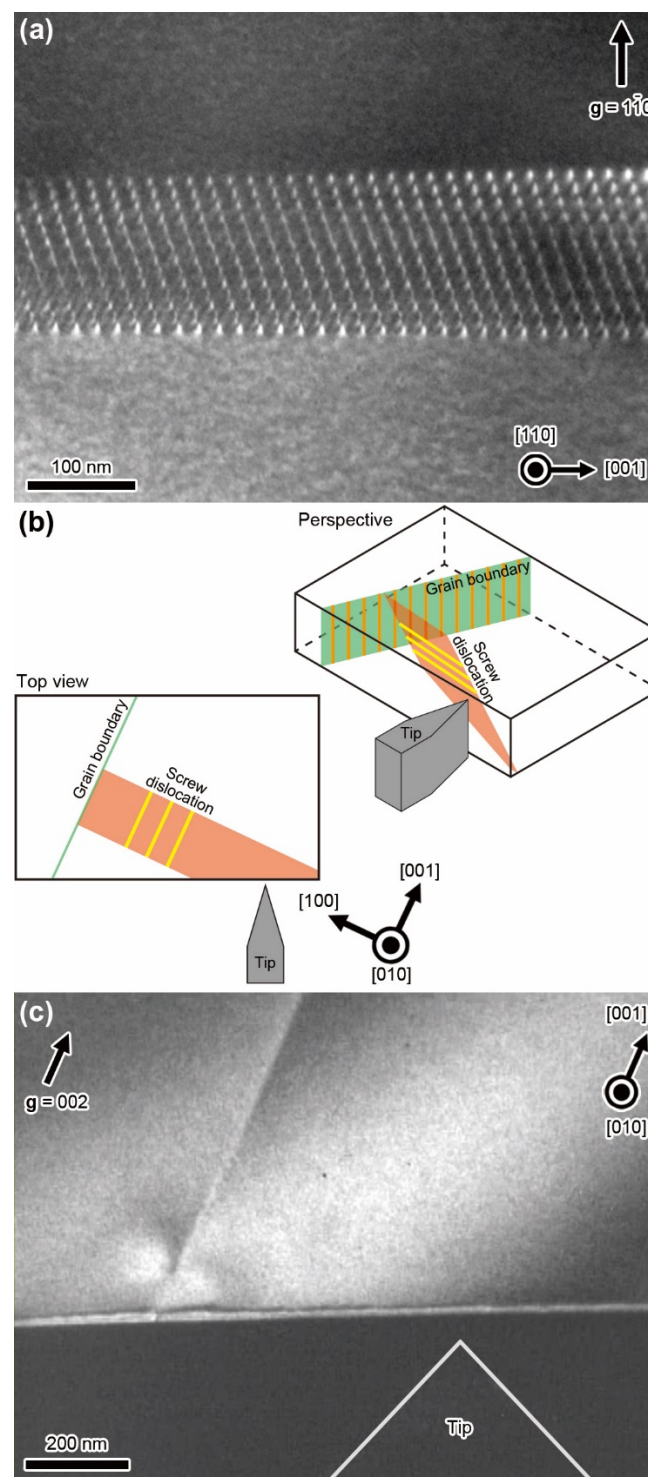 (a)
g = 11̄0
[110]
[001]
100 nm
(b)
Perspective
Grain boundary
Screw
dislocation
Tip
Top view
Grain boundary
Screw
dislocation
Tip
[001]
[100]
[010]
(c)
g = 002
[001]
[010]
Tip
200 nm